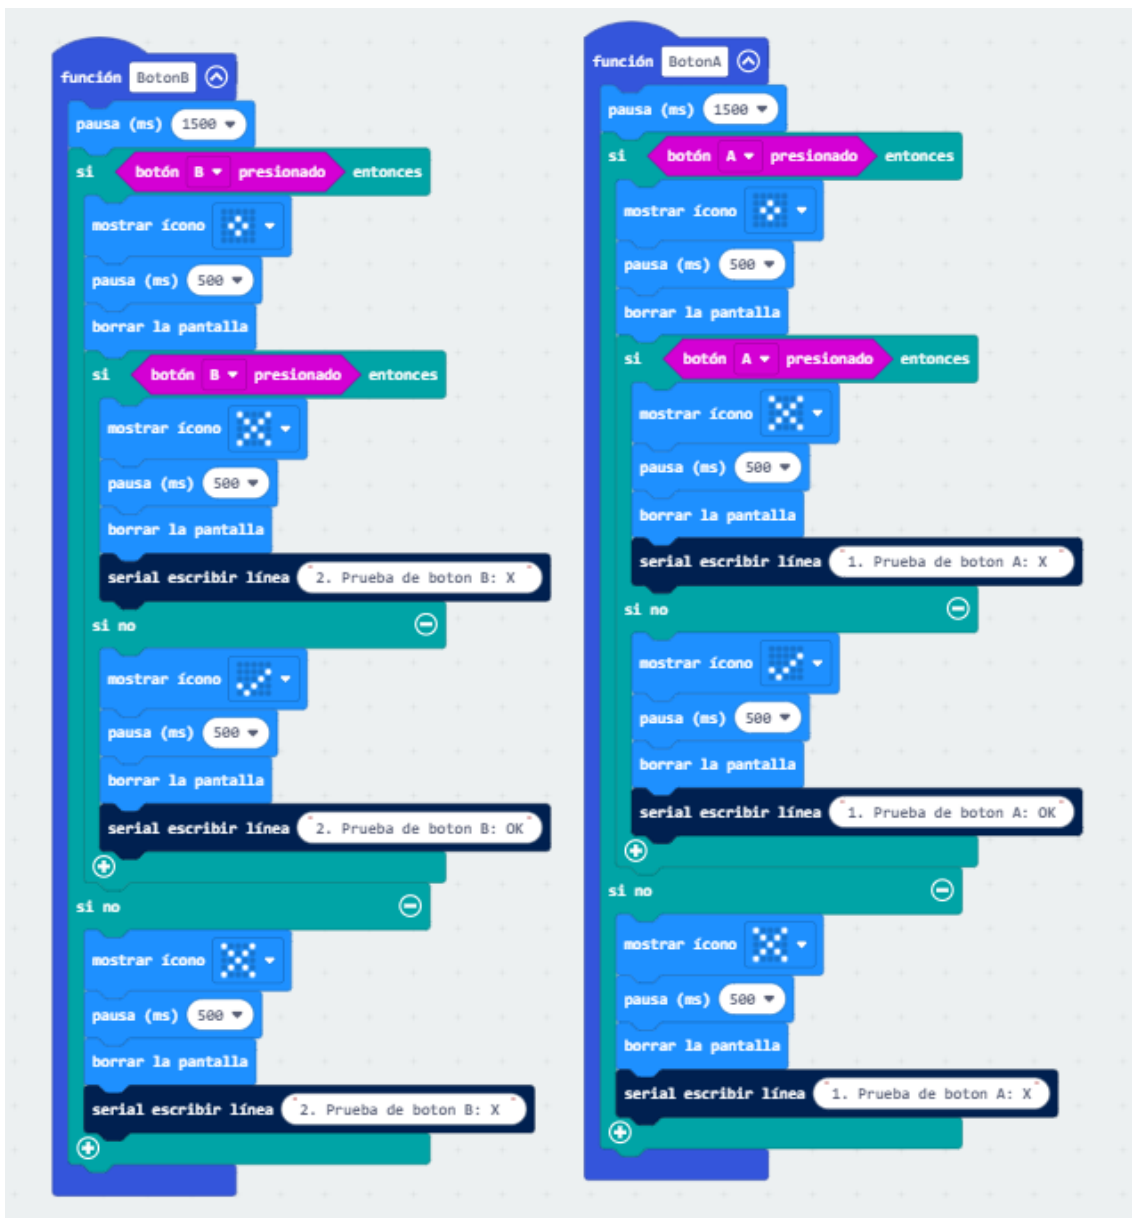 función BotonB
pausa (ms) 1500
si botón B presionado entonces
mostrar ícono
pausa (ms) 500
borrar la pantalla
si botón B presionado entonces
mostrar ícono
pausa (ms) 500
borrar la pantalla
serial escribir línea "2. Prueba de boton B: X"
si no
mostrar ícono
pausa (ms) 500
borrar la pantalla
serial escribir línea "2. Prueba de boton B: OK"
si no
mostrar ícono
pausa (ms) 500
borrar la pantalla
serial escribir línea "2. Prueba de boton B: X"
función BotonA
pausa (ms) 1500
si botón A presionado entonces
mostrar ícono
pausa (ms) 500
borrar la pantalla
si botón A presionado entonces
mostrar ícono
pausa (ms) 500
borrar la pantalla
serial escribir línea "1. Prueba de boton A: X"
si no
mostrar ícono
pausa (ms) 500
borrar la pantalla
serial escribir línea "1. Prueba de boton A: OK"
si no
mostrar ícono
pausa (ms) 500
borrar la pantalla
serial escribir línea "1. Prueba de boton A: X"